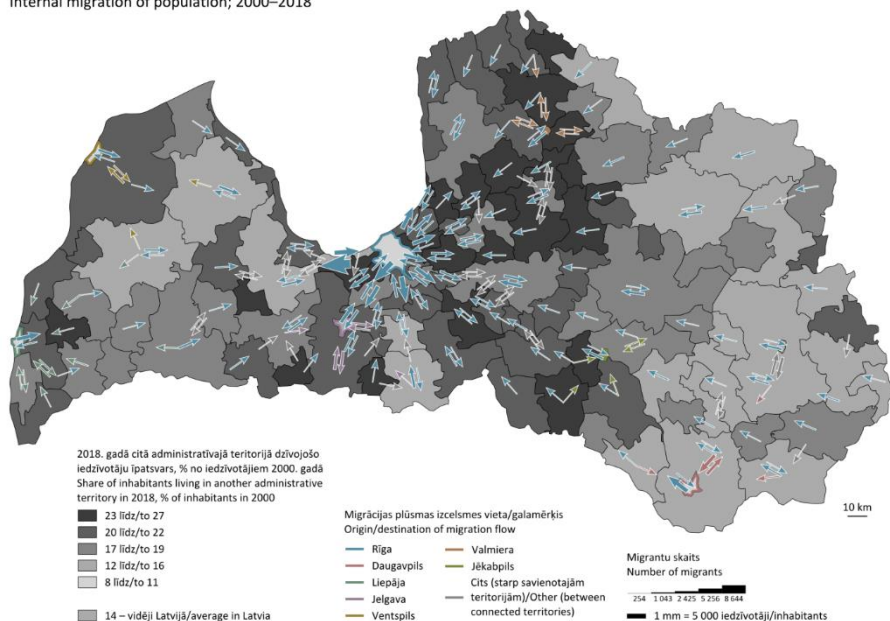 Internal migration of population; 2000–2018
2018. gadā citā administratīvajā teritorijā dzīvojošo
iedzīvotāju īpatsvars, % no iedzīvotājiem 2000. gadā
Share of inhabitants living in another administrative
territory in 2018, % of inhabitants in 2000
23 līdz/to 27
20 līdz/to 22
17 līdz/to 19
12 līdz/to 16
8 līdz/to 11
14 – vidēji Latvijā/average in Latvia
Migrācijas plūsmas izcelsmes vieta/galamērķis
Origin/destination of migration flow
Rīga
Daugavpils
Liepāja
Jelgava
Ventspils
Valmiera
Jēkabpils
Cits (starp savienotajām
teritorijām)/Other (between
connected territories)
10 km
Migrantu skaits
Number of migrants
254 1 043 2 425 5 256 8 644
1 mm = 5 000 iedzīvotāji/inhabitants